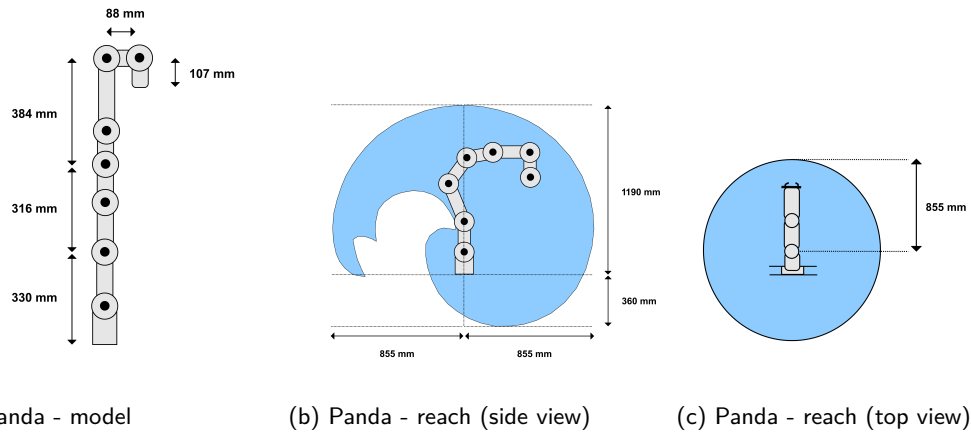 88 mm
107 mm
384 mm
316 mm
330 mm
anda - model
1190 mm
360 mm
855 mm
855 mm
(b) Panda - reach (side view)
855 mm
(c) Panda - reach (top view)